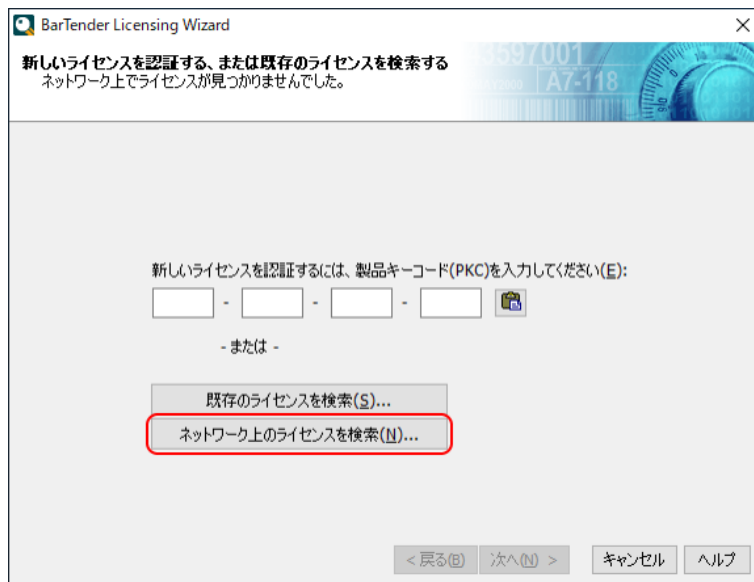 BarTender Licensing Wizard
新しいライセンスを認証する、または既存のライセンスを検索する
ネットワーク上でライセンスが見つかりませんでした。
3597001
MAY2000 A7-118
新しいライセンスを認証するには、製品キーコード(PKC)を入力してください(E):
- - -
- または -
既存のライセンスを検索(S)...
ネットワーク上のライセンスを検索(N)...
< 戻る(B) 次へ(N) > キャンセル ヘルプ